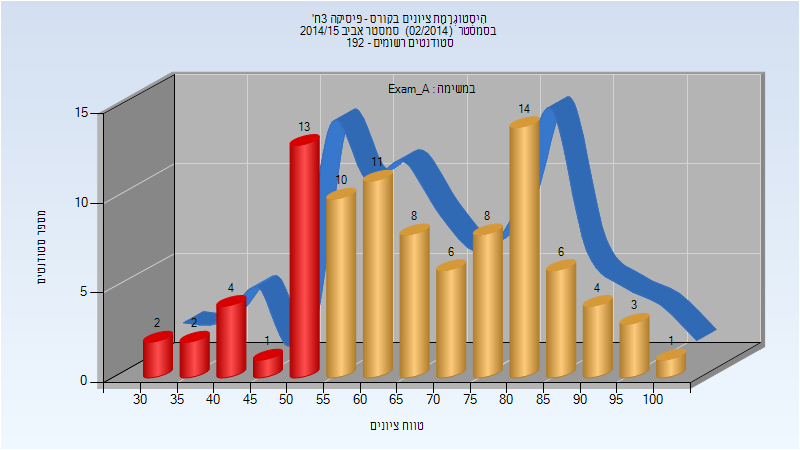 היסטוגרמת ציונים בקורס - פיסיקה 3ח'
בסמסטר (02/2014) סמסטר אביב 2014/15
סטודנטים רשומים - 192
במשימה : Exam_A
מספר סטודנטים
15
10
5
0
2
2
4
1
13
10
11
8
6
8
14
6
4
3
1
30 35 40 45 50 55 60 65 70 75 80 85 90 95 100
טווח ציונים